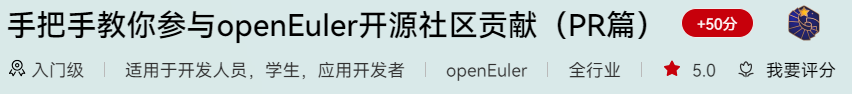 手把手教你参与openEuler开源社区贡献（PR篇） +50分
入门级 适用于开发人员，学生，应用开发者 openEuler 全行业 5.0 我要评分